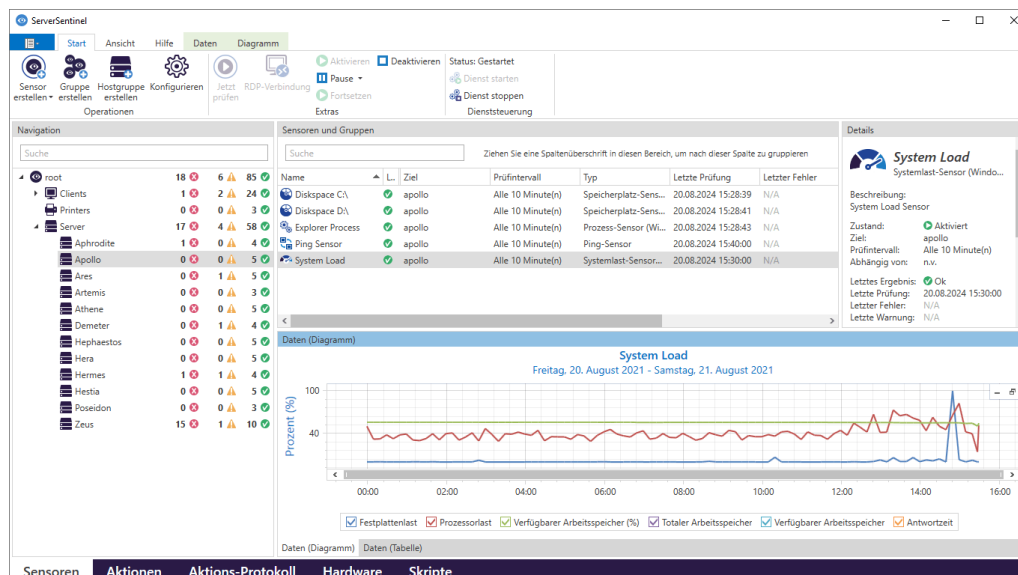 ServerSentinel
Start Ansicht Hilfe Daten Diagramm
Sensor erstellen
Gruppe erstellen
Hostgruppe erstellen
Konfigurieren
Operationen
Jetzt prüfen
RDP-Verbindung
Aktivieren
Pause
Fortsetzen
Deaktivieren
Extras
Status: Gestartet
Dienst starten
Dienst stoppen
Dienststeuerung
Navigation
Suche
root 18 6 85
Clients 1 2 24
Printers 0 0 3
Server 17 4 58
Aphrodite 1 0 4
Apollo 0 0 5
Ares 0 1 5
Artemis 0 0 3
Athene 0 0 5
Demeter 0 1 4
Hephaestos 0 0 5
Hera 0 0 5
Hermes 1 1 4
Hestia 0 0 5
Poseidon 0 0 3
Zeus 15 1 10
Sensoren und Gruppen
Suche
Ziehen Sie eine Spaltenüberschrift in diesen Bereich, um nach dieser Spalte zu gruppieren
Name L.. Ziel Prüfintervall Typ Letzte Prüfung Letzter Fehler
Diskspace C:\ apollo Alle 10 Minute(n) Speicherplatz-Sens... 20.08.2024 15:28:39 N/A
Diskspace D:\ apollo Alle 10 Minute(n) Speicherplatz-Sens... 20.08.2024 15:28:41 N/A
Explorer Process apollo Alle 10 Minute(n) Prozess-Sensor (Wi... 20.08.2024 15:28:43 N/A
Ping Sensor apollo Alle 10 Minute(n) Ping-Sensor 20.08.2024 15:40:00 N/A
System Load apollo Alle 10 Minute(n) Systemlast-Sensor... 20.08.2024 15:30:00 N/A
Details
System Load
Systemlast-Sensor (Windo...
Beschreibung:
System Load Sensor
Zustand: Aktiviert
Ziel: apollo
Prüfintervall: Alle 10 Minute(n)
Abhängig von: n.v.
Letztes Ergebnis: Ok
Letzte Prüfung: 20.08.2024 15:30:00
Letzter Fehler: N/A
Letzte Warnung: N/A
Daten (Diagramm)
System Load
Freitag, 20. August 2021 - Samstag, 21. August 2021
Prozent (%)
100
40
00:00 02:00 04:00 06:00 08:00 10:00 12:00 14:00 16:00
Festplattenlast Prozessorlast Verfügbarer Arbeitsspeicher (%) Totaler Arbeitsspeicher Verfügbarer Arbeitsspeicher Antwortzeit
Daten (Diagramm) Daten (Tabelle)
Sensoren Aktionen Aktions-Protokoll Hardware Skripte